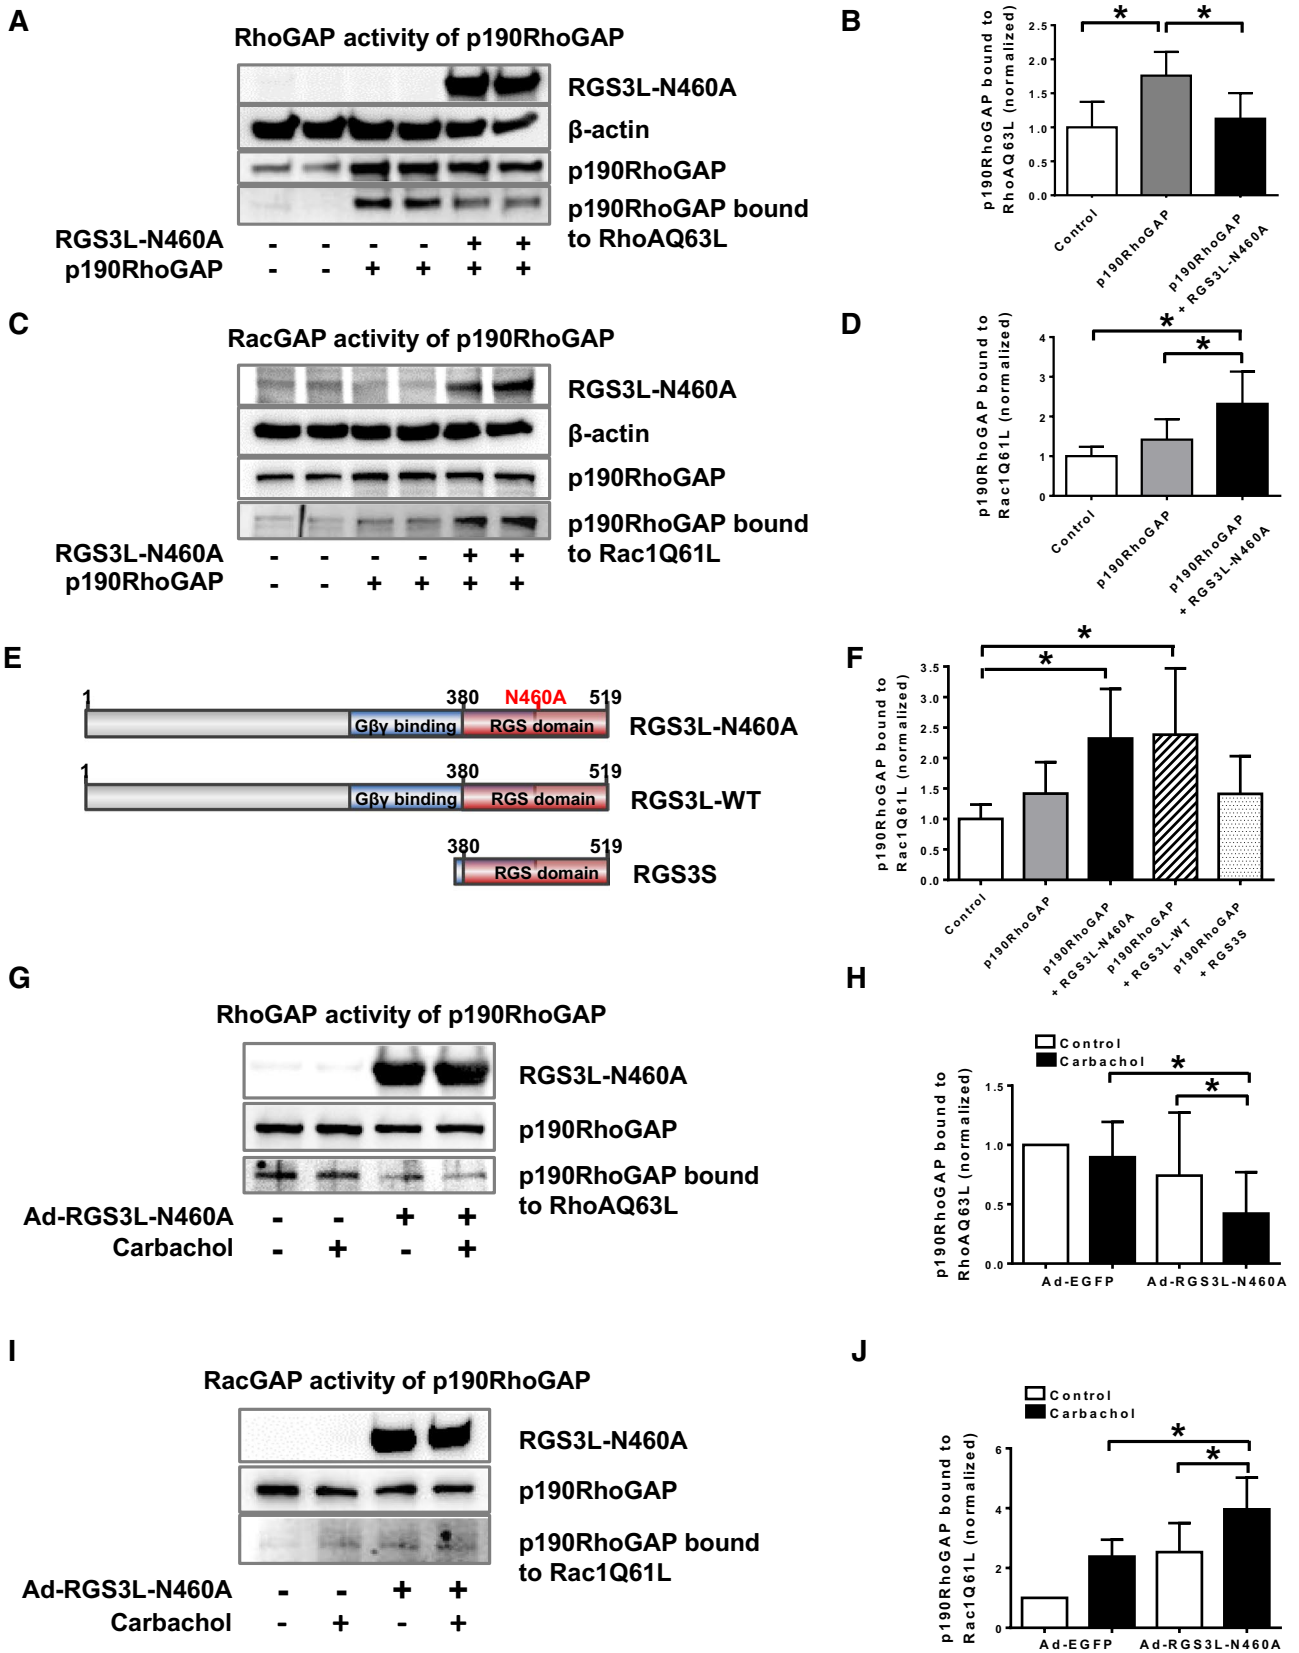 A
RhoGAP activity of p190RhoGAP
RGS3L-N460A
β-actin
p190RhoGAP
p190RhoGAP bound
to RhoAQ63L
RGS3L-N460A - - - - + +
p190RhoGAP - - + + + +
B
p190RhoGAP bound to
RhoAQ63L (normalized)
2.5
2.0
1.5
1.0
0.5
0.0
* *
Control
p190RhoGAP
p190RhoGAP
+ RGS3L-N460A
C
RacGAP activity of p190RhoGAP
RGS3L-N460A
β-actin
p190RhoGAP
p190RhoGAP bound
to Rac1Q61L
RGS3L-N460A - - - - + +
p190RhoGAP - - + + + +
D
p190RhoGAP bound to
Rac1Q61L (normalized)
4
3
2
1
0
*
*
Control
p190RhoGAP
p190RhoGAP
+ RGS3L-N460A
E
1 380 N460A 519
Gβγ binding RGS domain RGS3L-N460A
1 380 519
Gβγ binding RGS domain RGS3L-WT
380 519
RGS domain RGS3S
F
p190RhoGAP bound to
Rac1Q61L (normalized)
3.5
3.0
2.5
2.0
1.5
1.0
0.5
0.0
*
*
Control
p190RhoGAP
p190RhoGAP
+ RGS3L-N460A
p190RhoGAP
+ RGS3L-WT
p190RhoGAP
+ RGS3S
G
RhoGAP activity of p190RhoGAP
RGS3L-N460A
p190RhoGAP
p190RhoGAP bound
to RhoAQ63L
Ad-RGS3L-N460A - - + +
Carbachol - + - +
H
Control
Carbachol
p190RhoGAP bound to
RhoAQ63L (normalized)
1.5
1.0
0.5
0.0
*
*
Ad-EGFP Ad-RGS3L-N460A
I
RacGAP activity of p190RhoGAP
RGS3L-N460A
p190RhoGAP
p190RhoGAP bound
to Rac1Q61L
Ad-RGS3L-N460A - - + +
Carbachol - + - +
J
Control
Carbachol
p190RhoGAP bound to
Rac1Q61L (normalized)
6
4
2
0
*
*
Ad-EGFP Ad-RGS3L-N460A